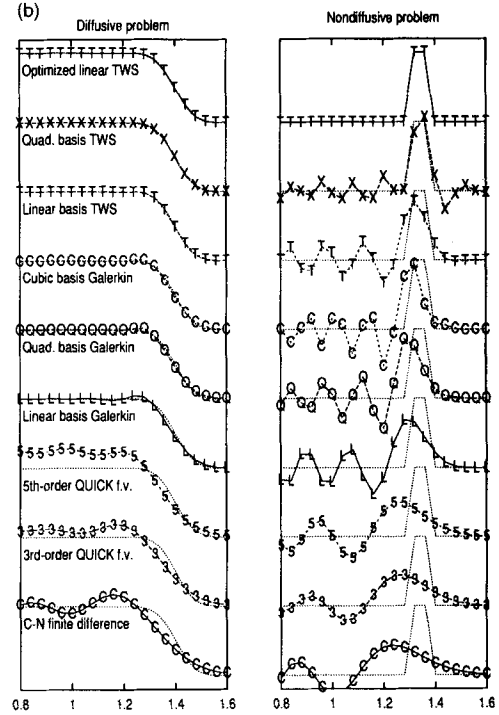 (b)
Diffusive problem
Nondiffusive problem
Optimized linear TWS
Quad. basis TWS
Linear basis TWS
Cubic basis Galerkin
Quad. basis Galerkin
Linear basis Galerkin
5th-order QUICK f.v.
3rd-order QUICK f.v.
C-N finite difference
0.8 1.0 1.2 1.4 1.6
0.8 1.0 1.2 1.4 1.6